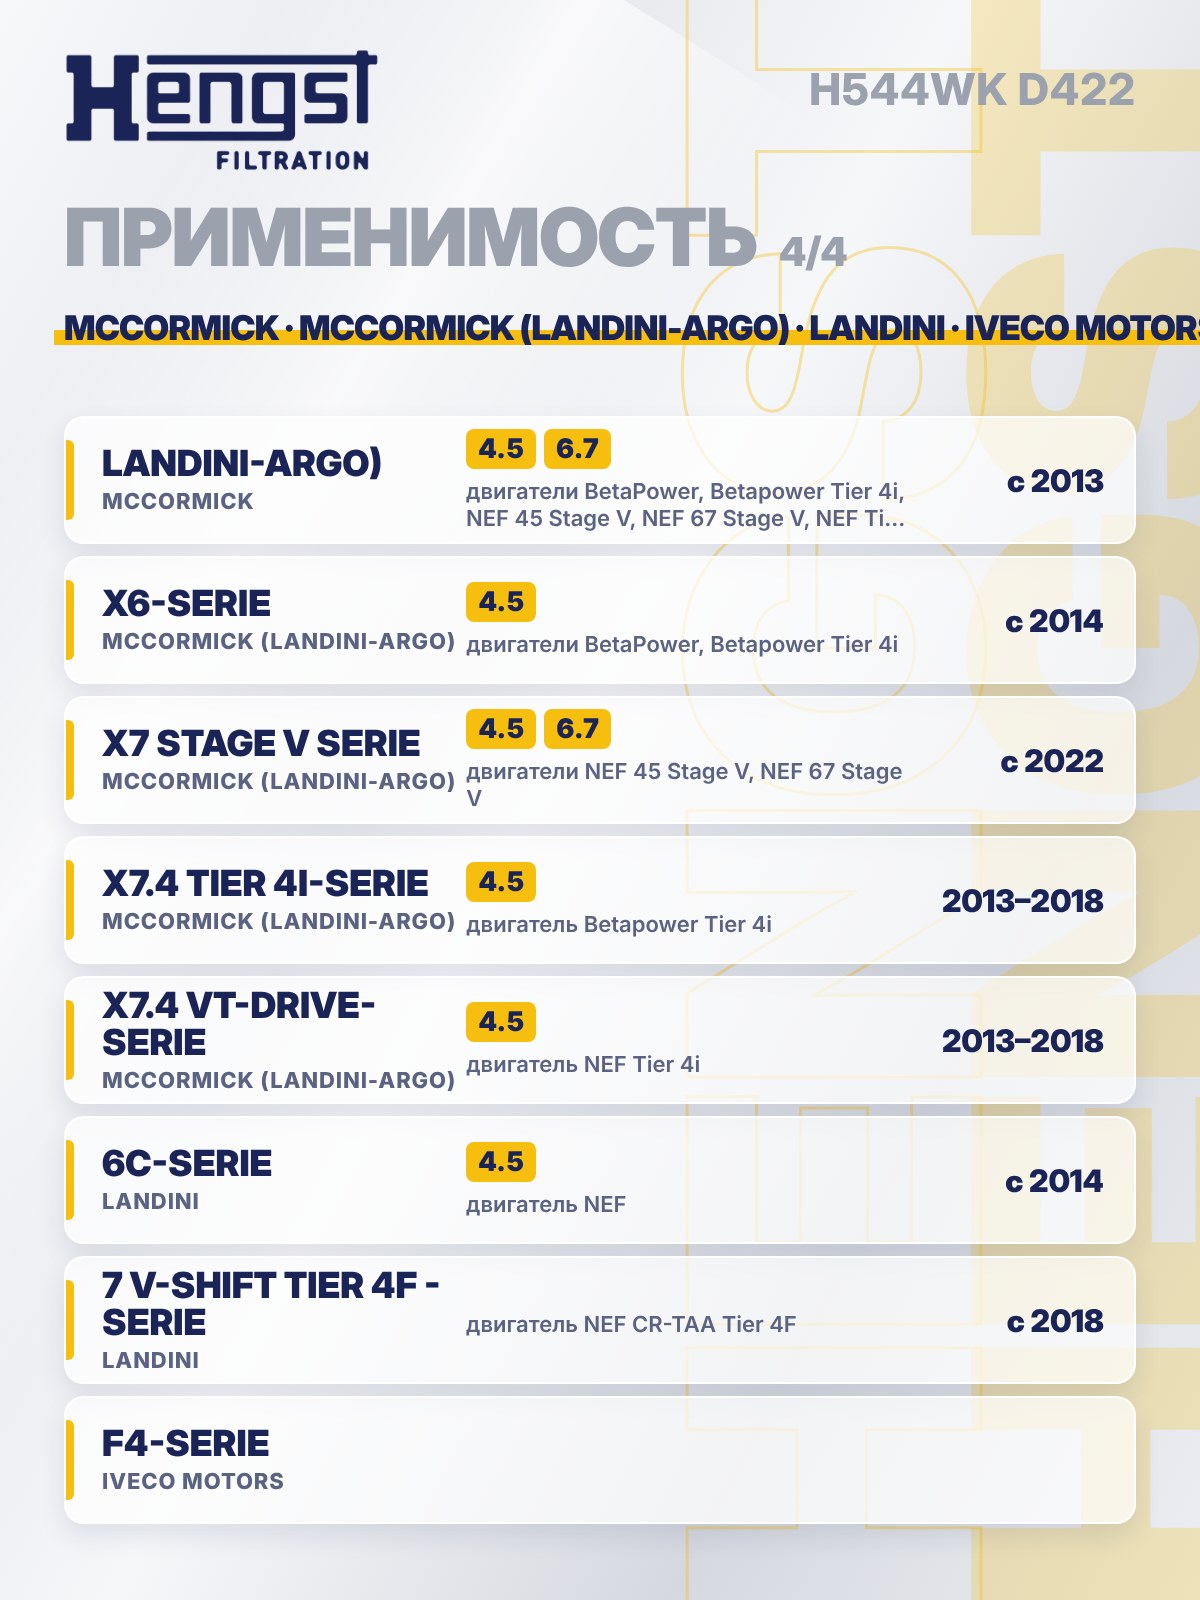 Hengst
FILTRATION
H544WK D422
ПРИМЕНИМОСТЬ 4/4
MCCORMICK · MCCORMICK (LANDINI-ARGO) · LANDINI · IVECO MOTORS
LANDINI-ARGO)
MCCORMICK
4.5 6.7
двигатели BetaPower, Betapower Tier 4i,
NEF 45 Stage V, NEF 67 Stage V, NEF Ti...
с 2013
X6-SERIE
MCCORMICK (LANDINI-ARGO)
4.5
двигатели BetaPower, Betapower Tier 4i
с 2014
X7 STAGE V SERIE
MCCORMICK (LANDINI-ARGO)
4.5 6.7
двигатели NEF 45 Stage V, NEF 67 Stage
V
с 2022
X7.4 TIER 4I-SERIE
MCCORMICK (LANDINI-ARGO)
4.5
двигатель Betapower Tier 4i
2013–2018
X7.4 VT-DRIVE-
SERIE
MCCORMICK (LANDINI-ARGO)
4.5
двигатель NEF Tier 4i
2013–2018
6C-SERIE
LANDINI
4.5
двигатель NEF
с 2014
7 V-SHIFT TIER 4F -
SERIE
LANDINI
двигатель NEF CR-TAA Tier 4F
с 2018
F4-SERIE
IVECO MOTORS